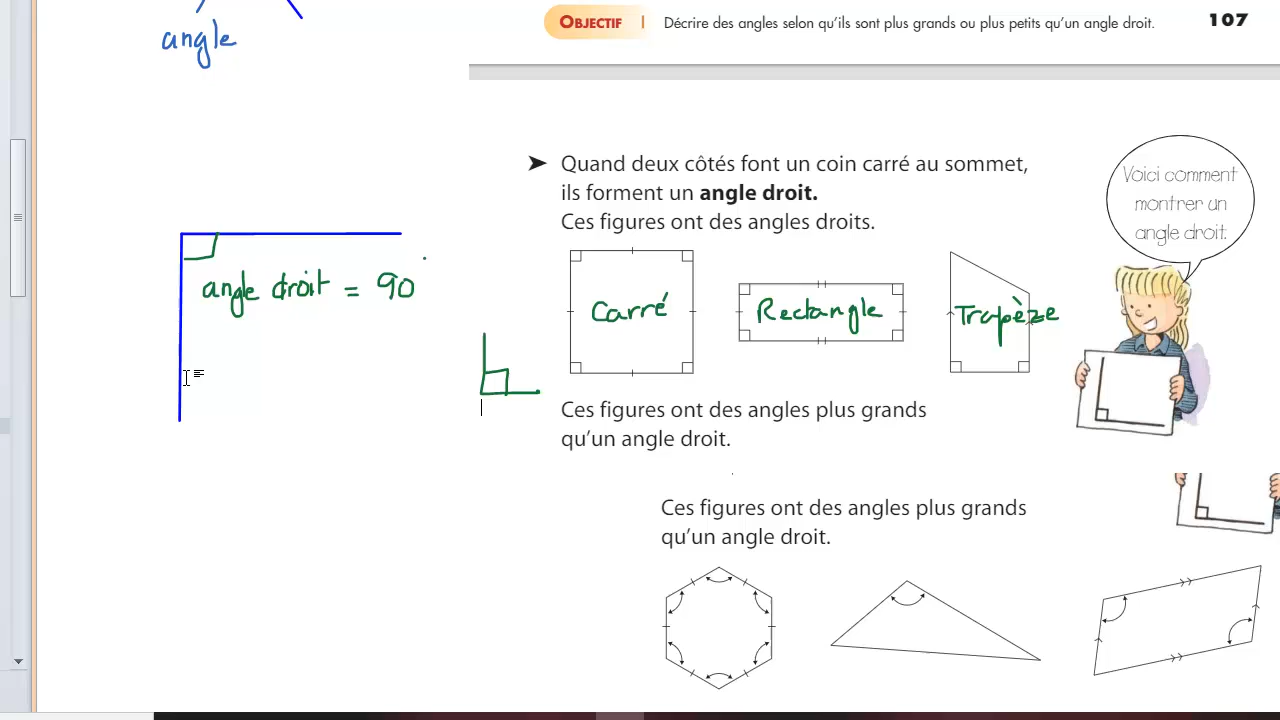 angle
OBJECTIF | Décrire des angles selon qu'ils sont plus grands ou plus petits qu'un angle droit. 107
➤ Quand deux côtés font un coin carré au sommet,
ils forment un angle droit.
Ces figures ont des angles droits.
Voici comment
montrer un
angle droit.
angle droit = 90°
Carré
Rectangle
Trapèze
Ces figures ont des angles plus grands
qu'un angle droit.
Ces figures ont des angles plus grands
qu'un angle droit.